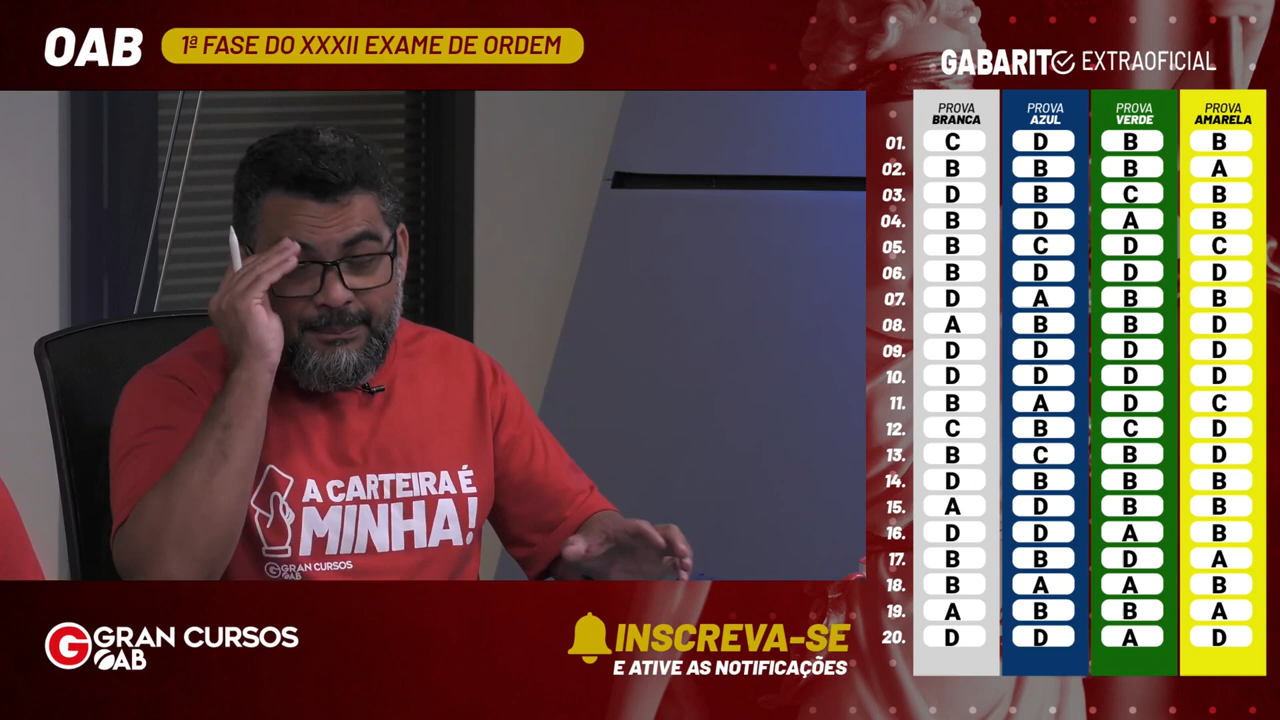 OAB
1ª FASE DO XXXII EXAME DE ORDEM
GABARITO EXTRAOFICIAL
PROVA BRANCA PROVA AZUL PROVA VERDE PROVA AMARELA
01. C D B B
02. B B B A
03. D B C B
04. B D A B
05. B C D C
06. B D D D
07. D A B B
08. A B B D
09. D D D D
10. D D D D
11. B A D C
12. C B C D
13. B C B D
14. D B B B
15. A D B B
16. D D A B
17. B B D A
18. B A A B
19. A B B A
20. D D A D
A CARTEIRA É
MINHA!
GRAN CURSOS
OAB
GRAN CURSOS
OAB
INSCREVA-SE
E ATIVE AS NOTIFICAÇÕES